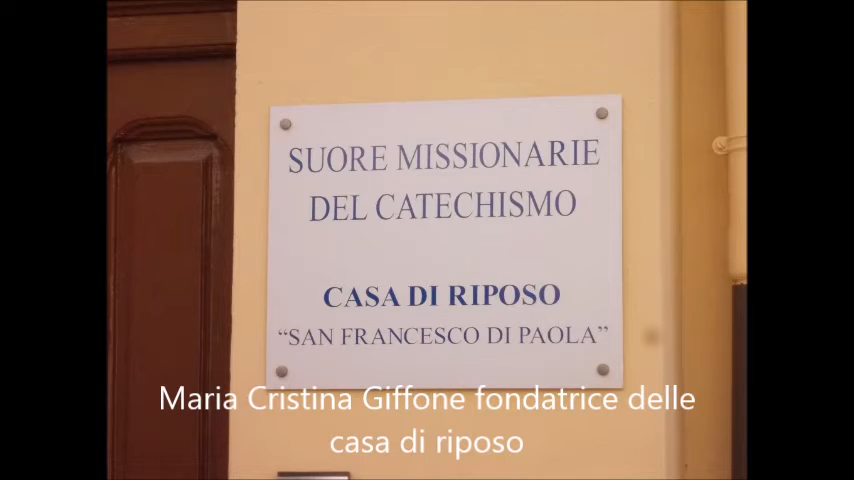 SUORE MISSIONARIE
DEL CATECHISMO
CASA DI RIPOSO
“SAN FRANCESCO DI PAOLA”
Maria Cristina Giffone fondatrice delle
casa di riposo